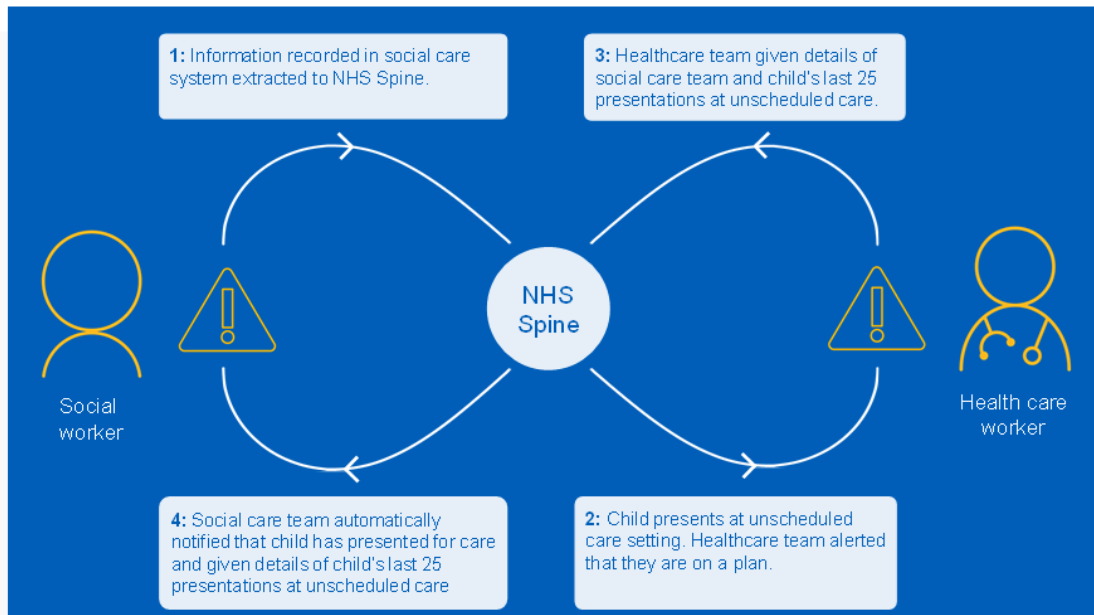 1: Information recorded in social care
system extracted to NHS Spine.
3: Healthcare team given details of
social care team and child's last 25
presentations at unscheduled care.
NHS
Spine
Social
worker
Health care
worker
4: Social care team automatically
notified that child has presented for care
and given details of child's last 25
presentations at unscheduled care
2: Child presents at unscheduled
care setting. Healthcare team alerted
that they are on a plan.